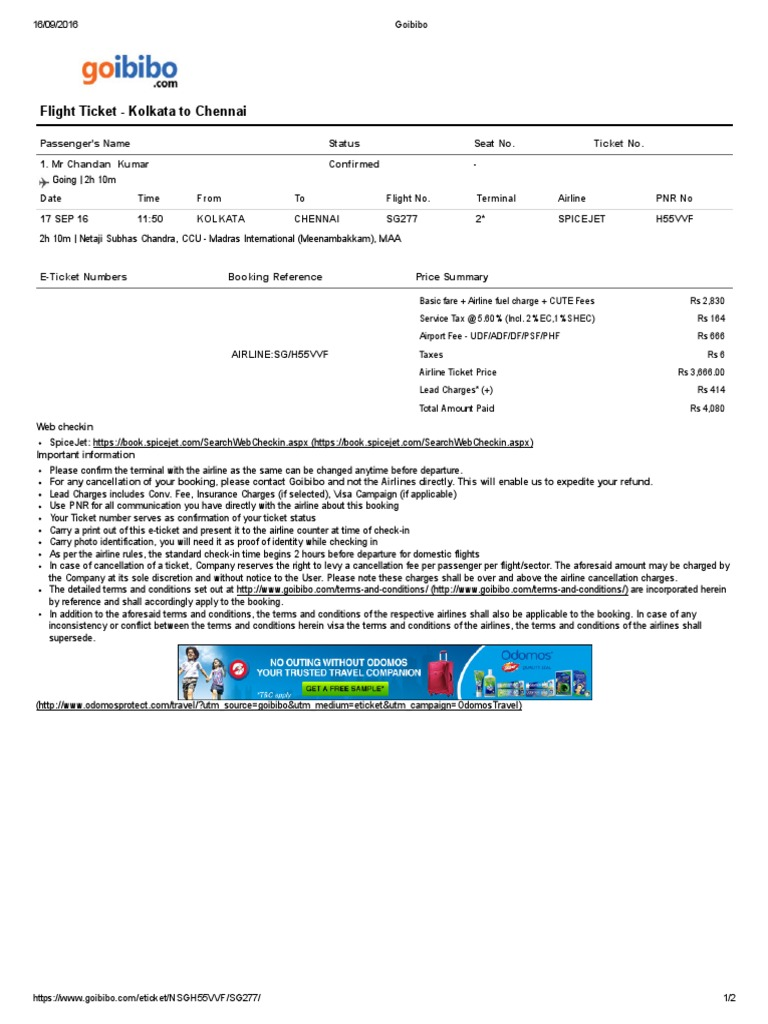 16/09/2016 Goibibo
goibibo
.com
Flight Ticket - Kolkata to Chennai
Passenger's Name Status Seat No. Ticket No.
1. Mr Chandan Kumar Confirmed -
Going | 2h 10m
Date Time From To Flight No. Terminal Airline PNR No
17 SEP 16 11:50 KOLKATA CHENNAI SG277 2* SPICEJET H55VVF
2h 10m | Netaji Subhas Chandra, CCU - Madras International (Meenambakkam), MAA
E-Ticket Numbers Booking Reference Price Summary
Basic fare + Airline fuel charge + CUTE Fees Rs 2,830
Service Tax @ 5.60% (Incl. 2% EC,1% SHEC) Rs 164
Airport Fee - UDF/ADF/DF/PSF/PHF Rs 666
AIRLINE:SG/H55VVF Taxes Rs 6
Airline Ticket Price Rs 3,666.00
Lead Charges* (+) Rs 414
Total Amount Paid Rs 4,080
Web checkin
• SpiceJet: https://book.spicejet.com/SearchWebCheckin.aspx (https://book.spicejet.com/SearchWebCheckin.aspx)
Important information
• Please confirm the terminal with the airline as the same can be changed anytime before departure.
• For any cancellation of your booking, please contact Goibibo and not the Airlines directly. This will enable us to expedite your refund.
• Lead Charges includes Conv. Fee, Insurance Charges (if selected), Visa Campaign (if applicable)
• Use PNR for all communication you have directly with the airline about this booking
• Your Ticket number serves as confirmation of your ticket status
• Carry a print out of this e-ticket and present it to the airline counter at time of check-in
• Carry photo identification, you will need it as proof of identity while checking in
• As per the airline rules, the standard check-in time begins 2 hours before departure for domestic flights
• In case of cancellation of a ticket, Company reserves the right to levy a cancellation fee per passenger per flight/sector. The aforesaid amount may be charged by
the Company at its sole discretion and without notice to the User. Please note these charges shall be over and above the airline cancellation charges.
• The detailed terms and conditions set out at http://www.goibibo.com/terms-and-conditions/ (http://www.goibibo.com/terms-and-conditions/) are incorporated herein
by reference and shall accordingly apply to the booking.
• In addition to the aforesaid terms and conditions, the terms and conditions of the respective airlines shall also be applicable to the booking. In case of any
inconsistency or conflict between the terms and conditions herein visa the terms and conditions of the airlines, the terms and conditions of the airlines shall
supersede.
NO OUTING WITHOUT ODOMOS
YOUR TRUSTED TRAVEL COMPANION
*T&C apply GET A FREE SAMPLE*
Odomos
(http://www.odomosprotect.com/travel/?utm_source=goibibo&utm_medium=eticket&utm_campaign=OdomosTravel)
https://www.goibibo.com/eticket/NSGH55VVF/SG277/ 1/2